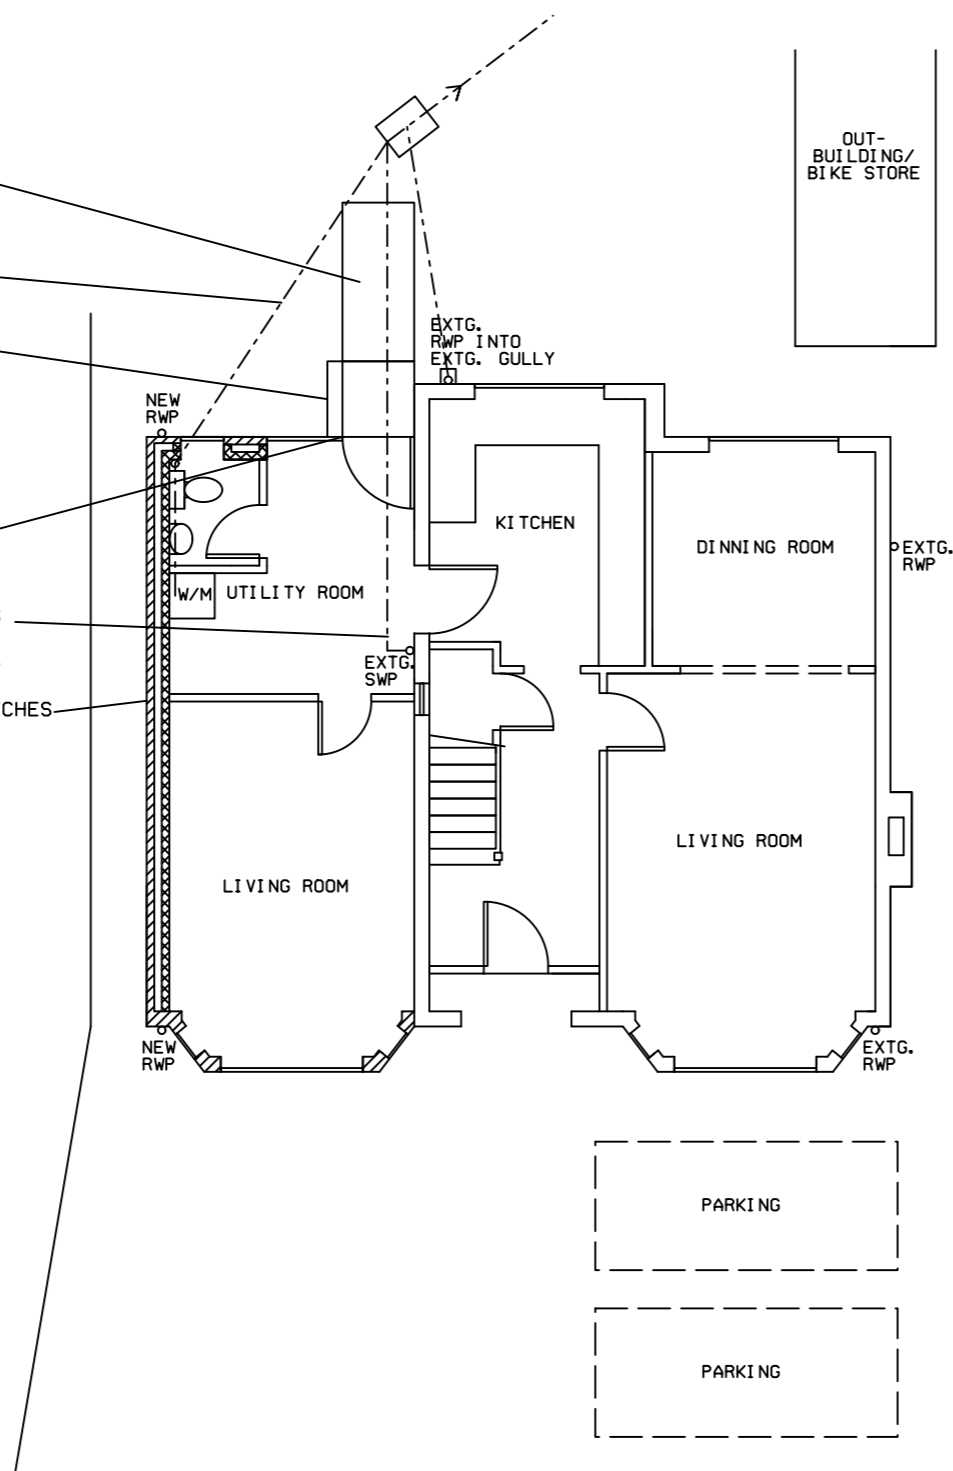 OUT-
BUILDING/
BIKE STORE
EXTG.
RWP INTO
EXTG. GULLY
NEW
RWP
KITCHEN
DINNING ROOM
EXTG.
RWP
W/M
UTILITY ROOM
EXTG.
SWP
CHES
LIVING ROOM
LIVING ROOM
NEW
RWP
EXTG.
RWP
PARKING
PARKING